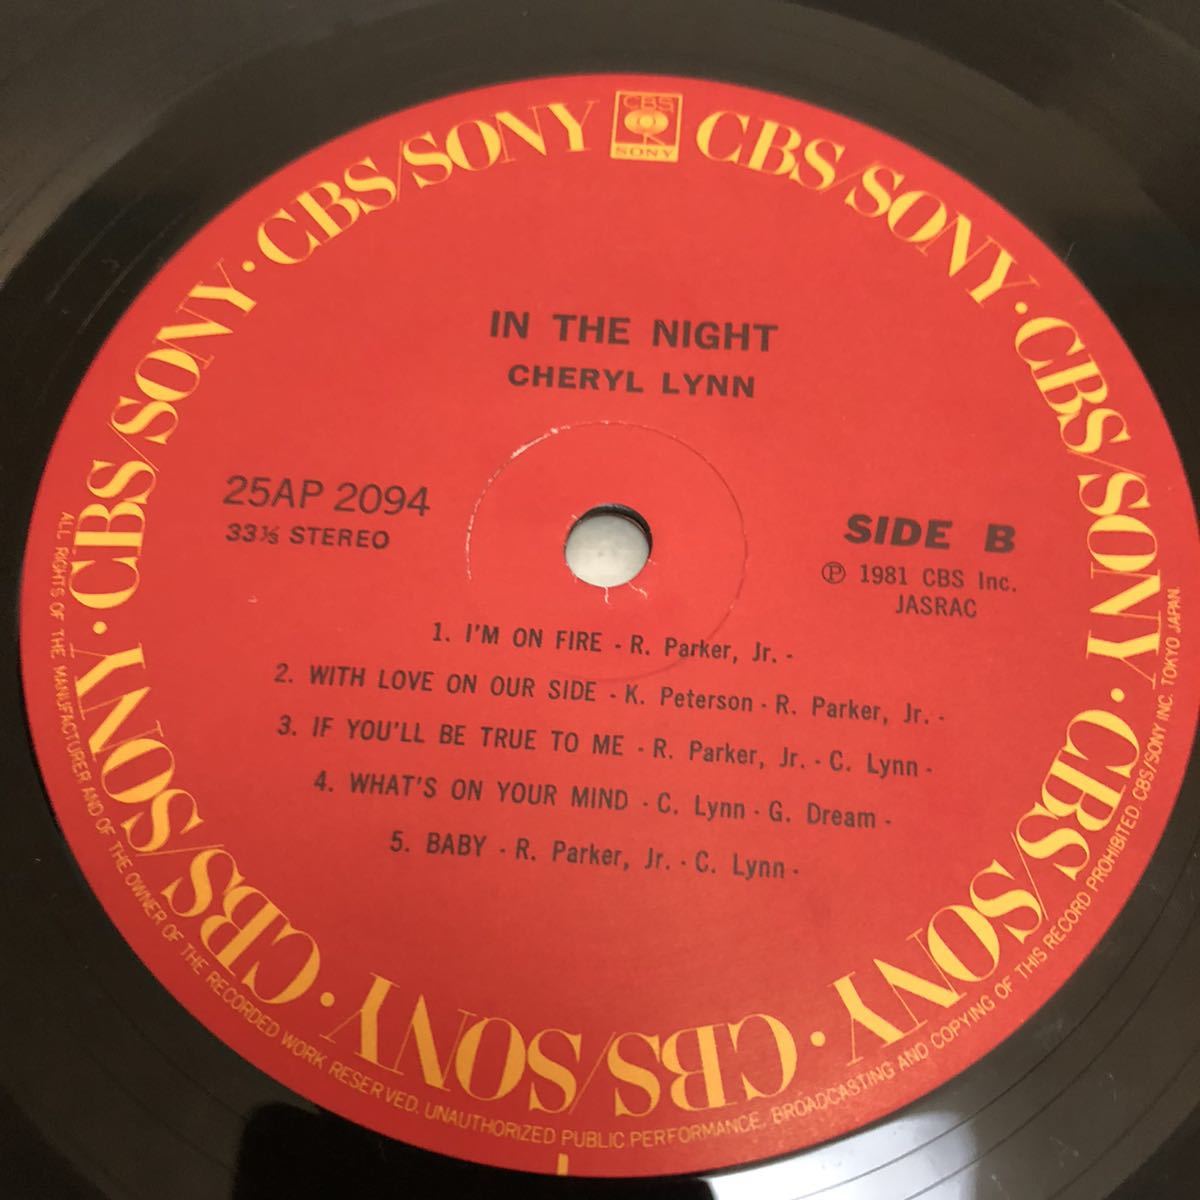 CBS/SONY · CBS/SONY · CBS/SONY · CBS/SONY · CBS/SONY · CBS/SONY · CBS/SONY · CBS/SONY
CBS
SONY
IN THE NIGHT
CHERYL LYNN
25AP 2094
33⅓ STEREO
SIDE B
Ⓟ 1981 CBS Inc.
JASRAC
1. I'M ON FIRE - R. Parker, Jr. -
2. WITH LOVE ON OUR SIDE - K. Peterson - R. Parker, Jr. -
3. IF YOU'LL BE TRUE TO ME - R. Parker, Jr. - C. Lynn -
4. WHAT'S ON YOUR MIND - C. Lynn - G. Dream -
5. BABY - R. Parker, Jr. - C. Lynn -
ALL RIGHTS OF THE MANUFACTURER AND OF THE OWNER OF THE RECORDED WORK RESERVED. UNAUTHORIZED PUBLIC PERFORMANCE, BROADCASTING AND COPYING OF THIS RECORD PROHIBITED. CBS/SONY INC. TOKYO JAPAN.